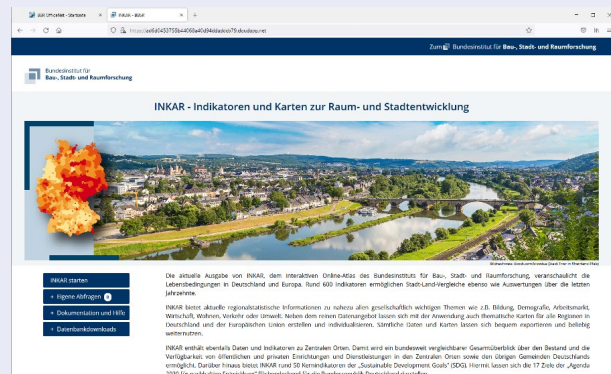 BBR OfficeNet - Startseite
INKAR - BBSR
Zum Bundesinstitut für Bau-, Stadt- und Raumforschung
Bundesinstitut für
Bau-, Stadt- und Raumforschung
INKAR - Indikatoren und Karten zur Raum- und Stadtentwicklung
INKAR starten
+ Eigene Abfragen 0
+ Dokumentation und Hilfe
+ Datenbankdownloads
Die aktuelle Ausgabe von INKAR, dem interaktiven Online-Atlas des Bundesinstituts für Bau-, Stadt- und Raumforschung, veranschaulicht die
Lebensbedingungen in Deutschland und Europa. Rund 600 Indikatoren ermöglichen Stadt-Land-Vergleiche ebenso wie Auswertungen über die letzten
Jahrzehnte.
INKAR bietet aktuelle regionalstatistische Informationen zu nahezu allen gesellschaftlich wichtigen Themen wie z.B. Bildung, Demografie, Arbeitsmarkt,
Wirtschaft, Wohnen, Verkehr oder Umwelt. Neben dem reinen Datenangebot lassen sich mit der Anwendung auch thematische Karten für alle Regionen in
Deutschland und der Europäischen Union erstellen und individualisieren. Sämtliche Daten und Karten lassen sich bequem exportieren und beliebig
weiternutzen.
INKAR enthält ebenfalls Daten und Indikatoren zu Zentralen Orten. Damit wird ein bundesweit vergleichbarer Gesamtüberblick über den Bestand und die
Verfügbarkeit von öffentlichen und privaten Einrichtungen und Dienstleistungen in den Zentralen Orten sowie den übrigen Gemeinden Deutschlands
ermöglicht. Darüber hinaus bietet INKAR rund 50 Kernindikatoren der „Sustainable Development Goals" (SDG). Hiermit lassen sich die 17 Ziele der „Agenda